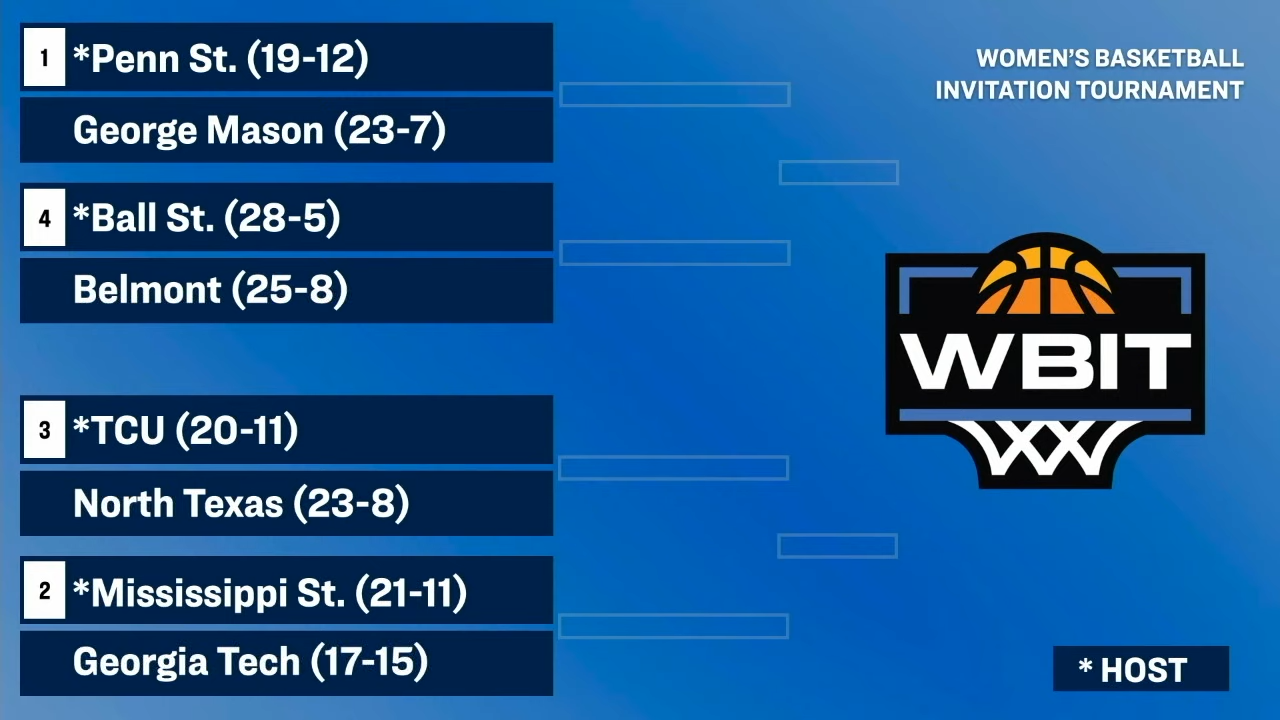 1 *Penn St. (19-12)
George Mason (23-7)
4 *Ball St. (28-5)
Belmont (25-8)
3 *TCU (20-11)
North Texas (23-8)
2 *Mississippi St. (21-11)
Georgia Tech (17-15)
WOMEN'S BASKETBALL
INVITATION TOURNAMENT
WBIT
* HOST